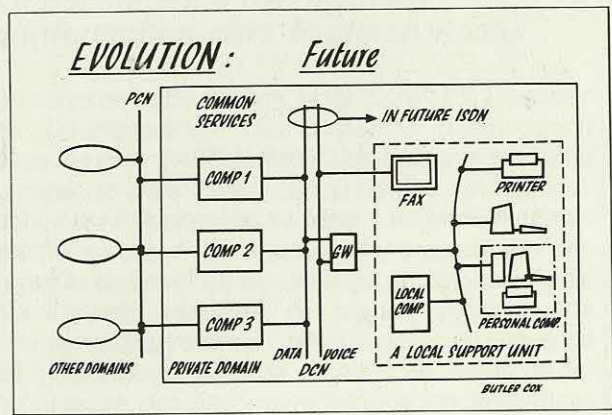 EVOLUTION: Future
PCN
COMMON
SERVICES
IN FUTURE ISDN
COMP 1
COMP 2
COMP 3
GW
FAX
PRINTER
LOCAL
COMP.
PERSONAL COMP.
A LOCAL SUPPORT UNIT
OTHER DOMAINS
PRIVATE DOMAIN
DATA
VOICE
DCN
BUTLER COX